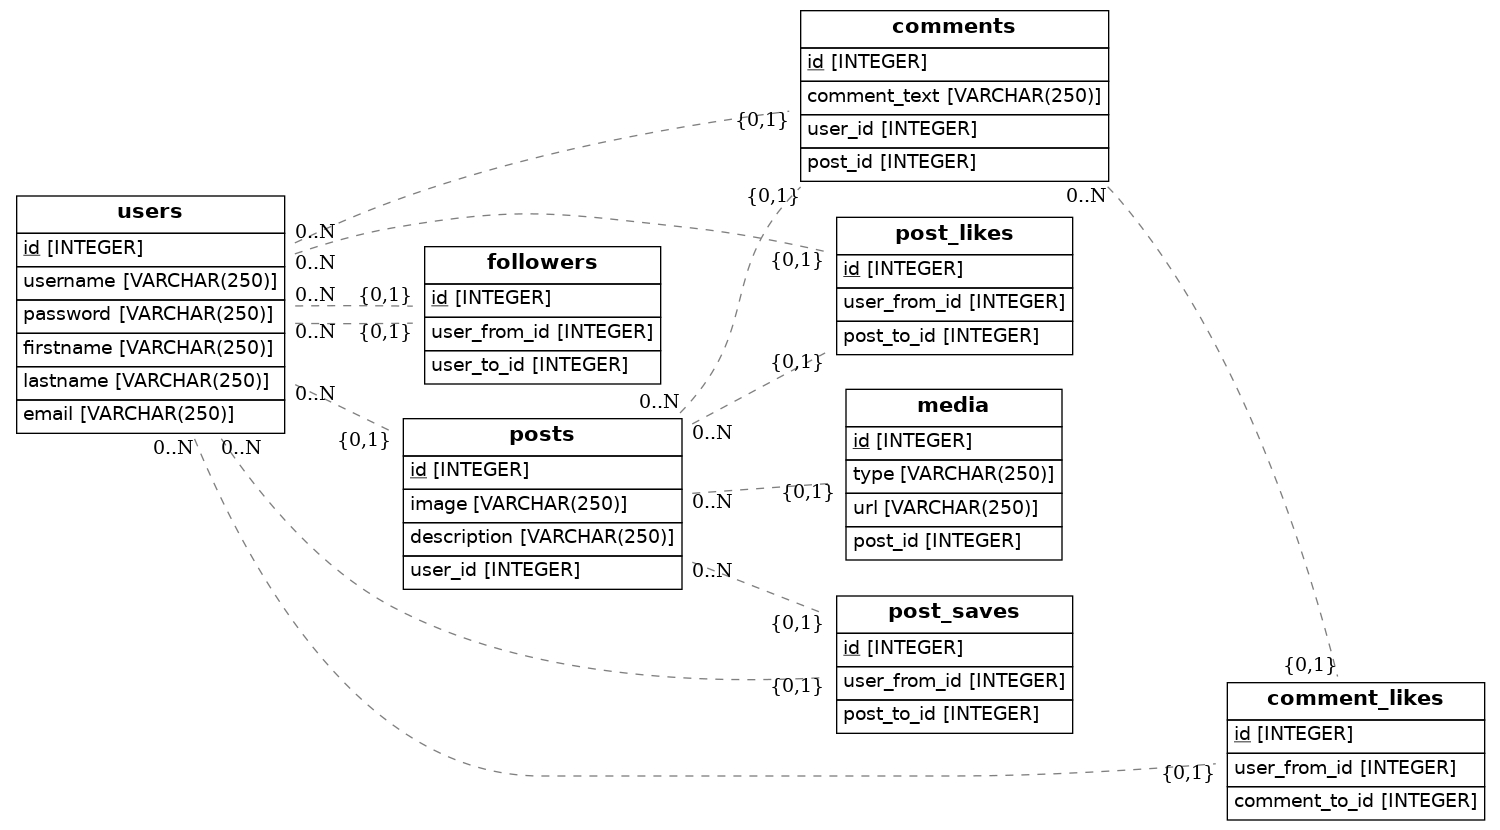 comments
id [INTEGER]
comment_text [VARCHAR(250)]
user_id [INTEGER]
post_id [INTEGER]
{0,1}
{0,1}
0..N
users
id [INTEGER]
username [VARCHAR(250)]
password [VARCHAR(250)]
firstname [VARCHAR(250)]
lastname [VARCHAR(250)]
email [VARCHAR(250)]
0..N
0..N
0..N
0..N
0..N
0..N
0..N
followers
id [INTEGER]
user_from_id [INTEGER]
user_to_id [INTEGER]
{0,1}
{0,1}
post_likes
id [INTEGER]
user_from_id [INTEGER]
post_to_id [INTEGER]
{0,1}
{0,1}
posts
id [INTEGER]
image [VARCHAR(250)]
description [VARCHAR(250)]
user_id [INTEGER]
{0,1}
0..N
0..N
0..N
0..N
media
id [INTEGER]
type [VARCHAR(250)]
url [VARCHAR(250)]
post_id [INTEGER]
{0,1}
post_saves
id [INTEGER]
user_from_id [INTEGER]
post_to_id [INTEGER]
{0,1}
{0,1}
comment_likes
id [INTEGER]
user_from_id [INTEGER]
comment_to_id [INTEGER]
{0,1}
{0,1}